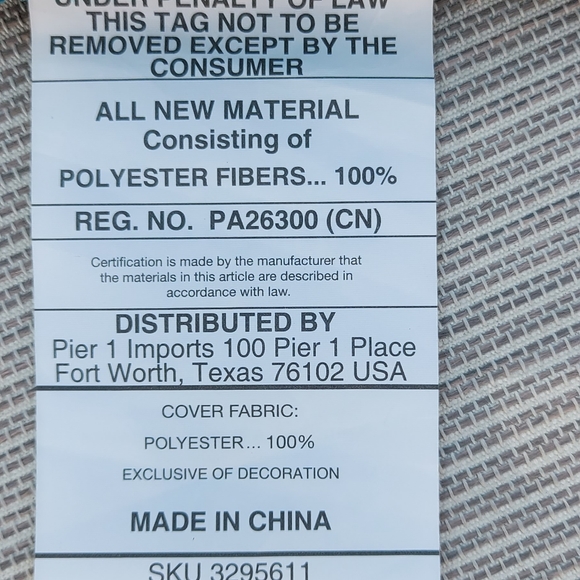 UNDER PENALTY OF LAW
THIS TAG NOT TO BE
REMOVED EXCEPT BY THE
CONSUMER
ALL NEW MATERIAL
Consisting of
POLYESTER FIBERS... 100%
REG. NO. PA26300 (CN)
Certification is made by the manufacturer that
the materials in this article are described in
accordance with law.
DISTRIBUTED BY
Pier 1 Imports 100 Pier 1 Place
Fort Worth, Texas 76102 USA
COVER FABRIC:
POLYESTER... 100%
EXCLUSIVE OF DECORATION
MADE IN CHINA
SKU 3295611